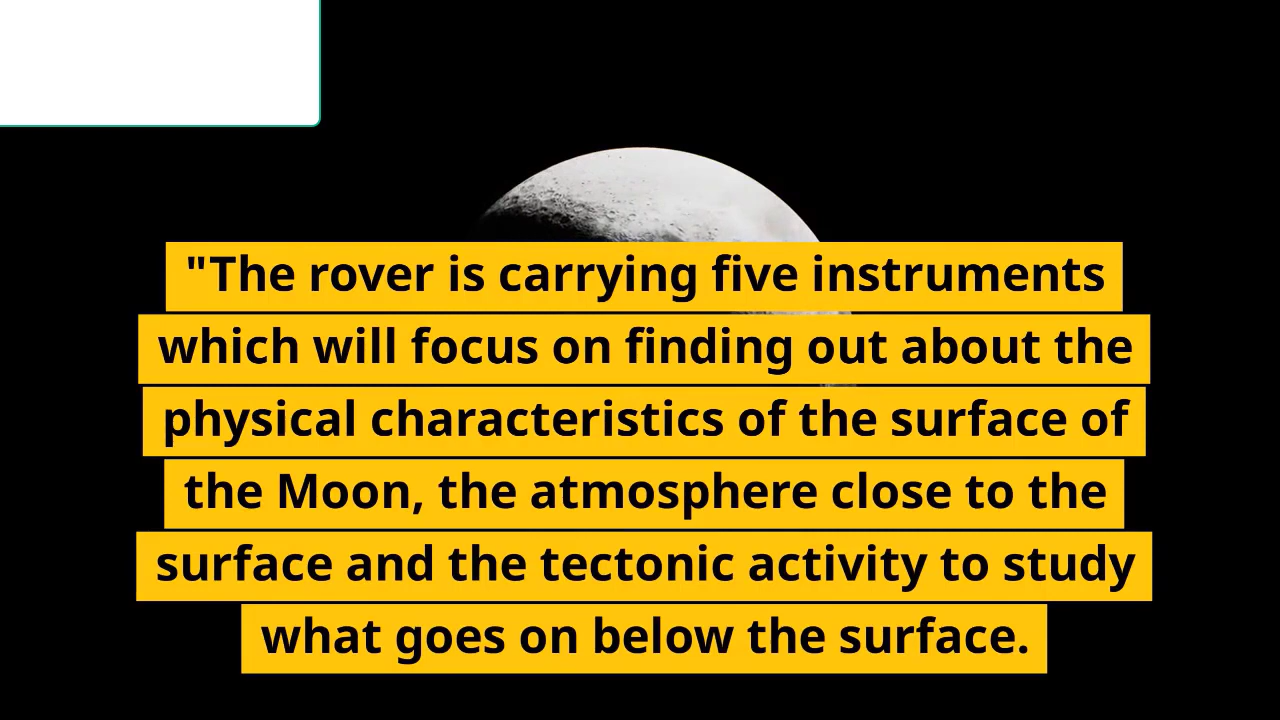 "The rover is carrying five instruments
which will focus on finding out about the
physical characteristics of the surface of
the Moon, the atmosphere close to the
surface and the tectonic activity to study
what goes on below the surface.